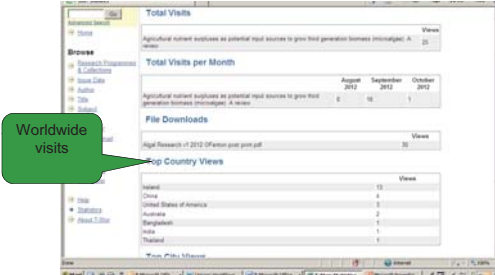 Go
Advanced Search
Home
Browse
Research Programmes
& Collections
Issue Date
Author
Title
Subject
Help
Statistics
About T-Stor
Worldwide
visits
Total Visits
Views
Agricultural nutrient surpluses as potential input sources to grow third generation biomass (microalgae): A
review 25
Total Visits per Month
August September October
2012 2012 2012
Agricultural nutrient surpluses as potential input sources to grow third
generation biomass (microalgae): A review 6 18 1
File Downloads
Views
Algal Research v1 2012 OFenton post print.pdf 30
Top Country Views
Views
Ireland 13
China 4
United States of America 3
Australia 2
Bangladesh 1
India 1
Thailand 1
Top City Views
Done
Internet
100%